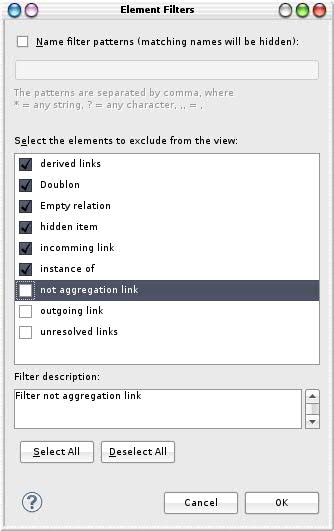 Element Filters
Name filter patterns (matching names will be hidden):
The patterns are separated by comma, where
* = any string, ? = any character, ,, = ,
Select the elements to exclude from the view:
derived links
Doublon
Empty relation
hidden item
incomming link
instance of
not aggregation link
outgoing link
unresolved links
Filter description:
Filter not aggregation link
Select All
Deselect All
?
Cancel
OK